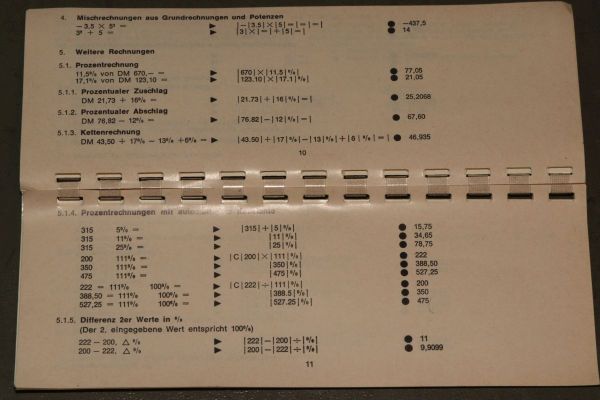 4. Mischrechnungen aus Grundrechnungen und Potenzen
−3,5 × 5³ = ► |−|3.5|×|5|=|=|=| ● −437,5
3² + 5 = ► |3|×|=|+|5|=| ● 14
5. Weitere Rechnungen
5.1. Prozentrechnung
11,5% von DM 670,− = ► |670|×|11,5|%| ● 77,05
17,1% von DM 123,10 = ► |123.10|×|17.1|%| ● 21,05
5.1.1. Prozentualer Zuschlag
DM 21,73 + 16% = ► |21.73|+|16|%|=| ● 25,2068
5.1.2. Prozentualer Abschlag
DM 76,82 − 12% = ► |76.82|−|12|%|=| ● 67,60
5.1.3. Kettenrechnung
DM 43,50 + 17% − 13% + 6% = ► |43.50|+|17|%|−|13|%|+|6|%|=| ● 46,935
10
5.1.4. Prozentrechnungen mit
315 5% = ► |315|+|5|%| ● 15,75
315 11% = ► |11|%| ● 34,65
315 25% = ► |25|%| ● 78,75
200 111% = ► |C|200|×|111|%| ● 222
350 111% = ► |350|%| ● 388,50
475 111% = ► |475|%| ● 527,25
222 = 111% 100% = ► |C|222|÷|111|%| ● 200
388,50 = 111% 100% = ► |388.5|%| ● 350
527,25 = 111% 100% = ► |527.25|%| ● 475
5.1.5. Differenz 2er Werte in %
(Der 2, eingegebene Wert entspricht 100%)
222 − 200, △ % ► |222|−|200|÷|%| ● 11
200 − 222, △ % ► |200|−|222|÷|%| ● 9,9099
11